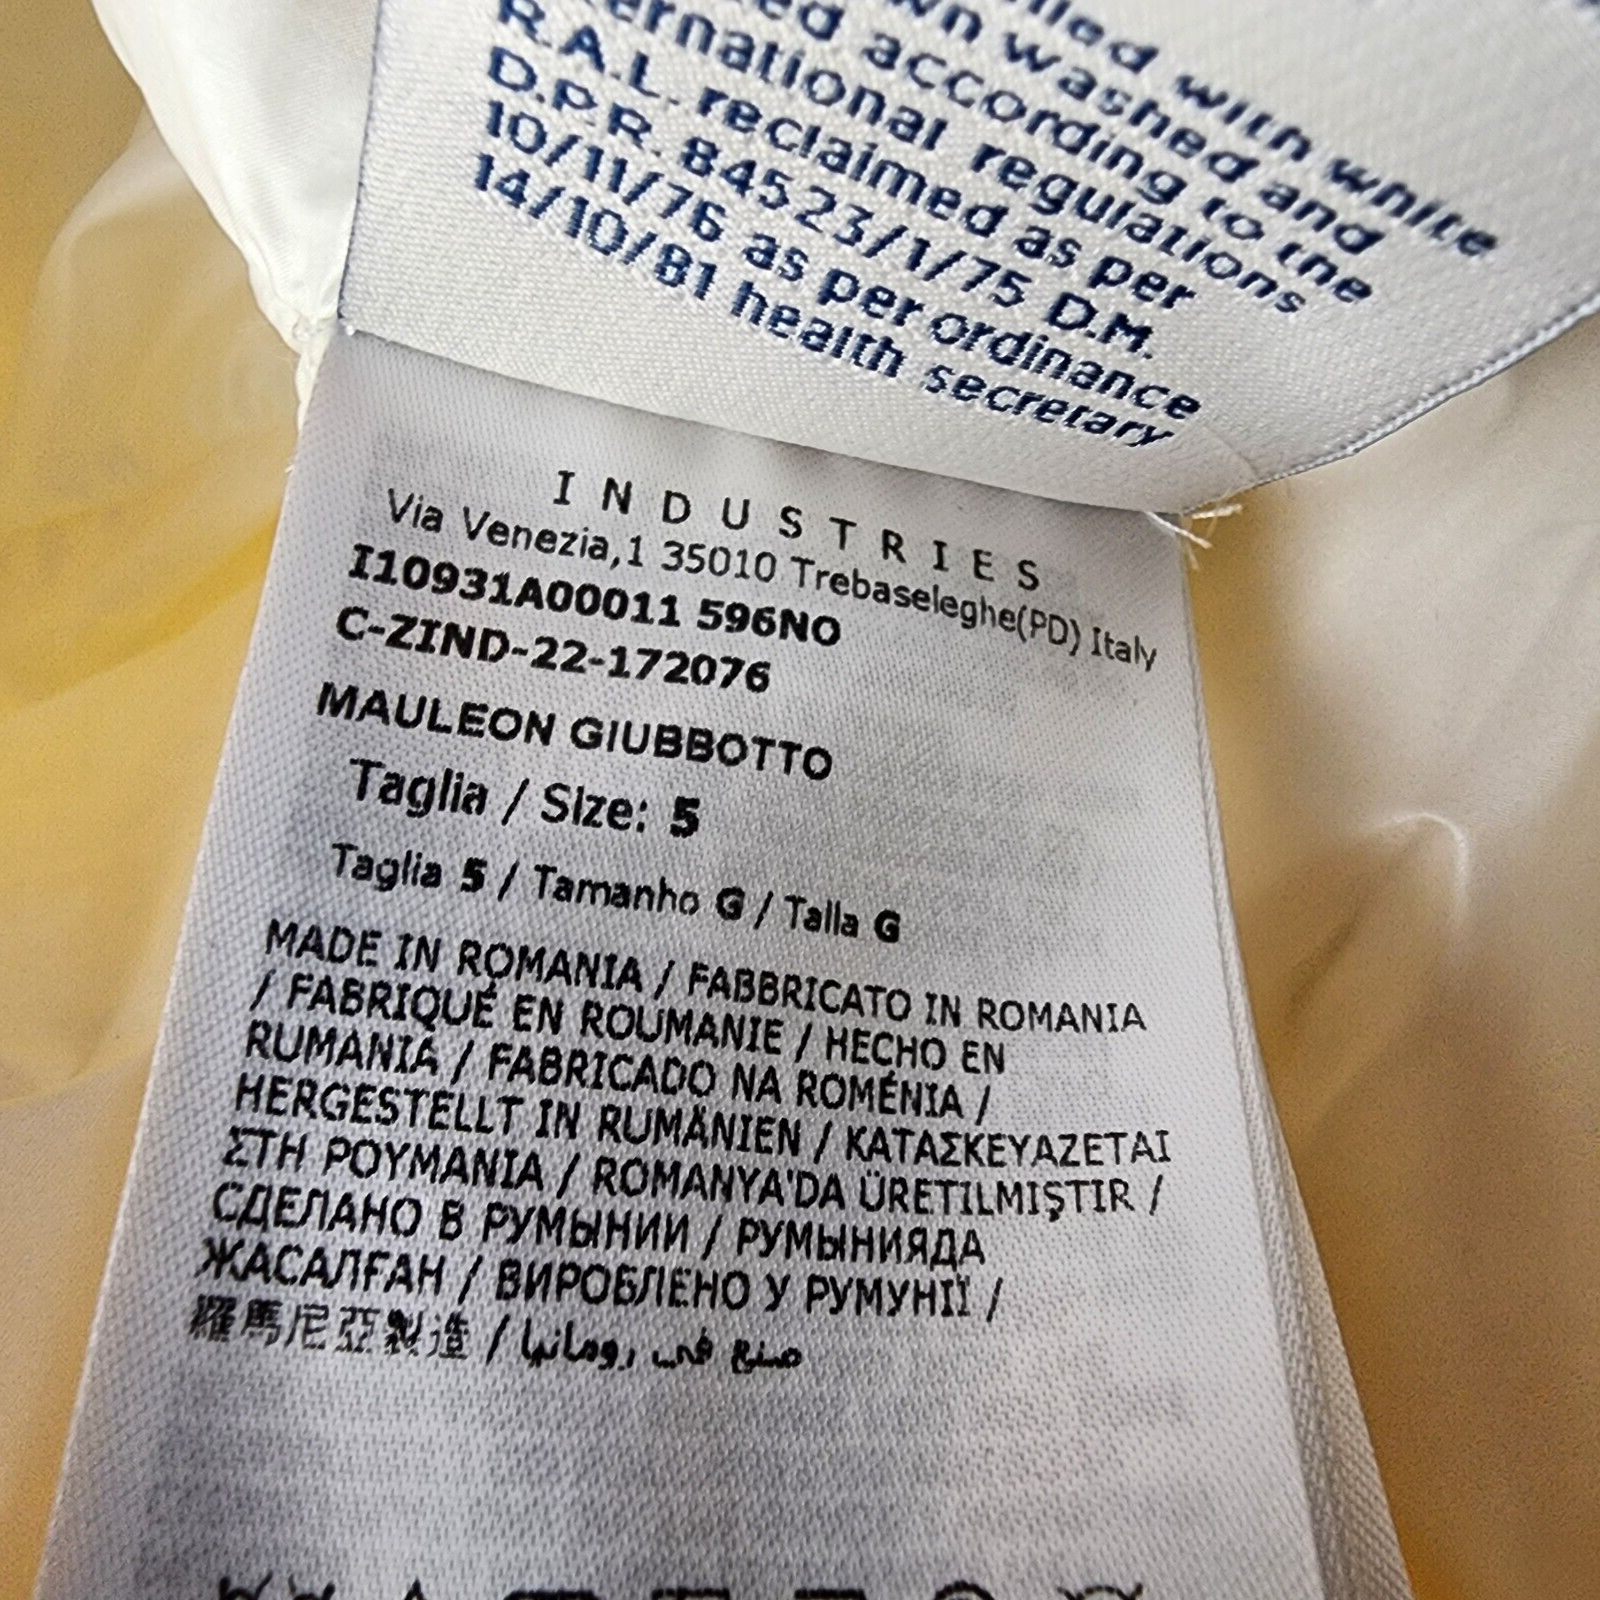 filled with white
down washed and
according to the
international regulations
R.A.L. reclaimed as per
D.P.R. 84523/1/75 D.M.
10/11/76 as per ordinance
14/10/81 health secretary
INDUSTRIES
Via Venezia,1 35010 Trebaseleghe(PD) Italy
I10931A00011 596NO
C-ZIND-22-172076
MAULEON GIUBBOTTO
Taglia / Size: 5
Taglia 5 / Tamanho G / Talla G
MADE IN ROMANIA / FABBRICATO IN ROMANIA
/ FABRIQUÉ EN ROUMANIE / HECHO EN
RUMANIA / FABRICADO NA ROMÉNIA /
HERGESTELLT IN RUMÄNIEN / ΚΑΤΑΣΚΕΥΑΖΕΤΑΙ
ΣΤΗ ΡΟΥΜΑΝΙΑ / ROMANYA'DA ÜRETILMIŞTIR /
СДЕЛАНО В РУМЫНИИ / РУМЫНИЯДА
ЖАСАЛҒАН / ВИРОБЛЕНО У РУМУНІЇ /
羅馬尼亞製造 / صنع في رومانيا